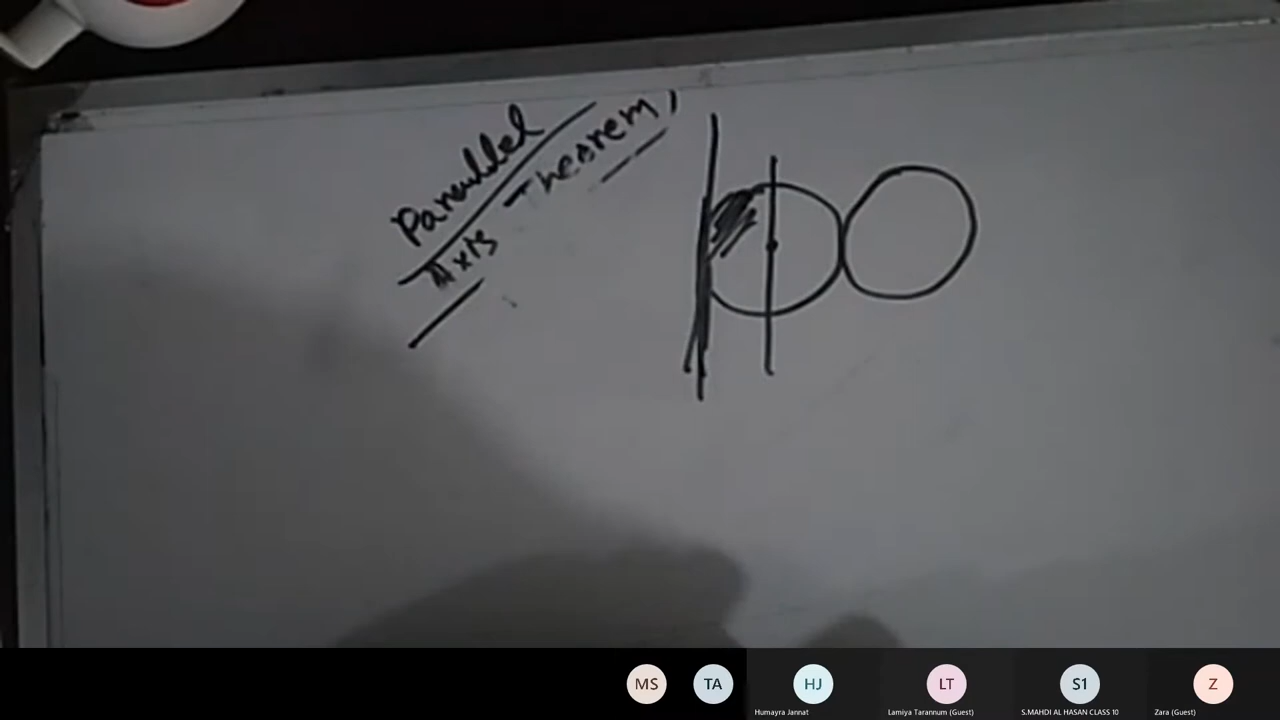 Parallel
Axis Theorem,
MS
TA
HJ
LT
S1
Z
Humayra Jannat
Lamiya Tarannum (Guest)
S.MAHDI AL HASAN CLASS 10
Zara (Guest)